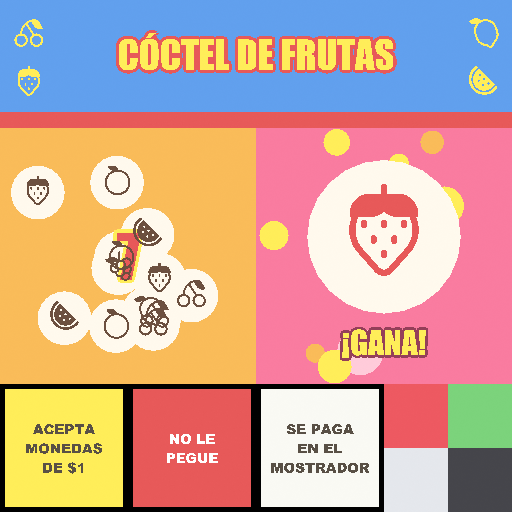 CÓCTEL DE FRUTAS
¡GANA!
ACEPTA
MONEDAS
DE $1
NO LE
PEGUE
SE PAGA
EN EL
MOSTRADOR